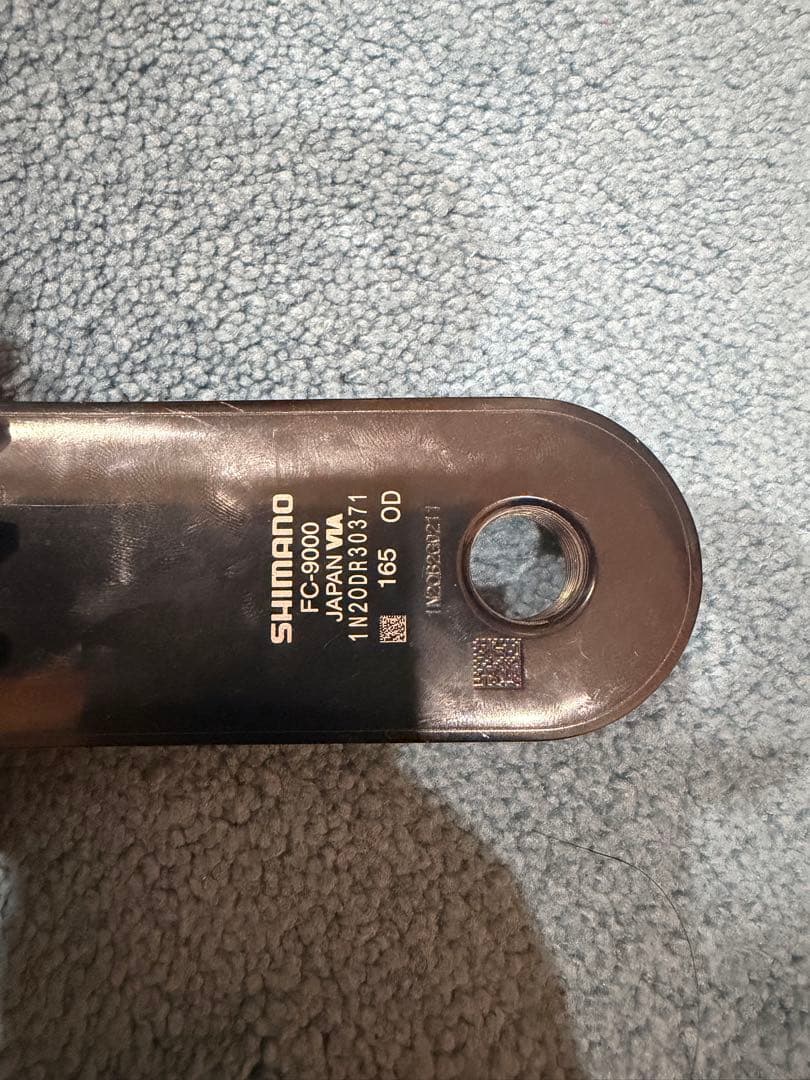 SHIMANO
FC-9000
JAPAN VIA
1N20DR30371
165 OD